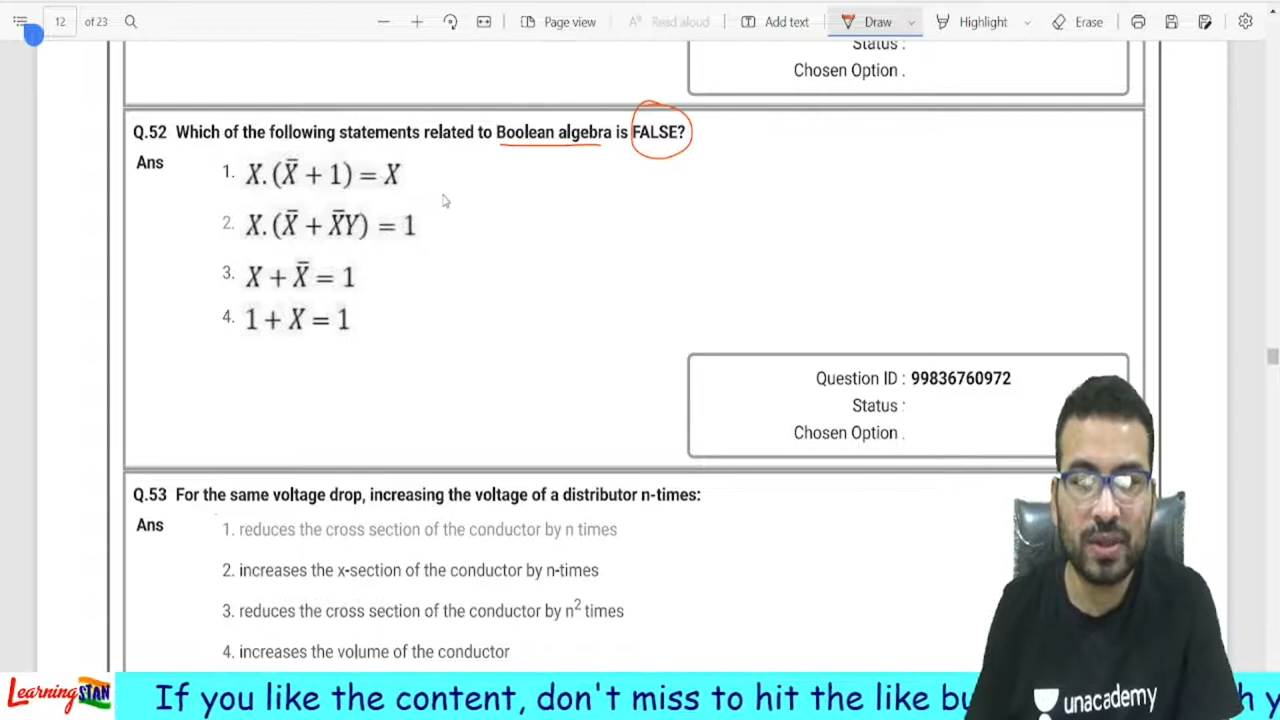 12 of 23 Page view Read aloud Add text Draw Highlight Erase
Status :
Chosen Option .
Q.52 Which of the following statements related to Boolean algebra is FALSE?
Ans
1. X.(X̄ + 1) = X
2. X.(X̄ + X̄Y) = 1
3. X + X̄ = 1
4. 1 + X = 1
Question ID : 99836760972
Status :
Chosen Option .
Q.53 For the same voltage drop, increasing the voltage of a distributor n-times:
Ans
1. reduces the cross section of the conductor by n times
2. increases the x-section of the conductor by n-times
3. reduces the cross section of the conductor by n² times
4. increases the volume of the conductor
unacademy
LearningSTAN
If you like the content, don't miss to hit the like